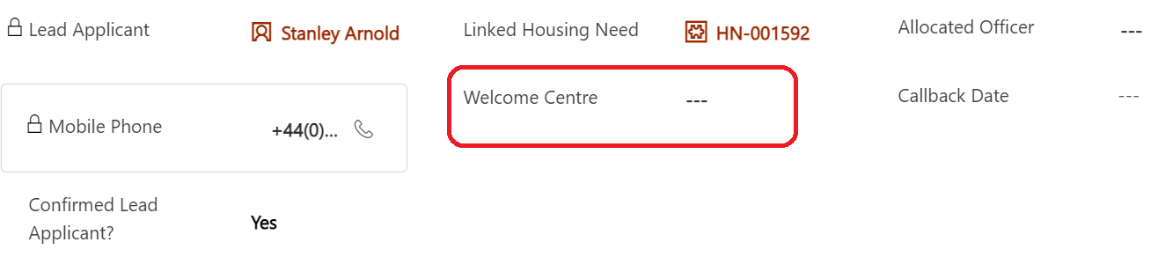 Lead Applicant Stanley Arnold Linked Housing Need HN-001592 Allocated Officer ---
Welcome Centre --- Callback Date ---
Mobile Phone +44(0)...
Confirmed Lead
Applicant? Yes